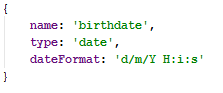 {
    name: 'birthdate',
    type: 'date',
    dateFormat: 'd/m/Y H:i:s'
}